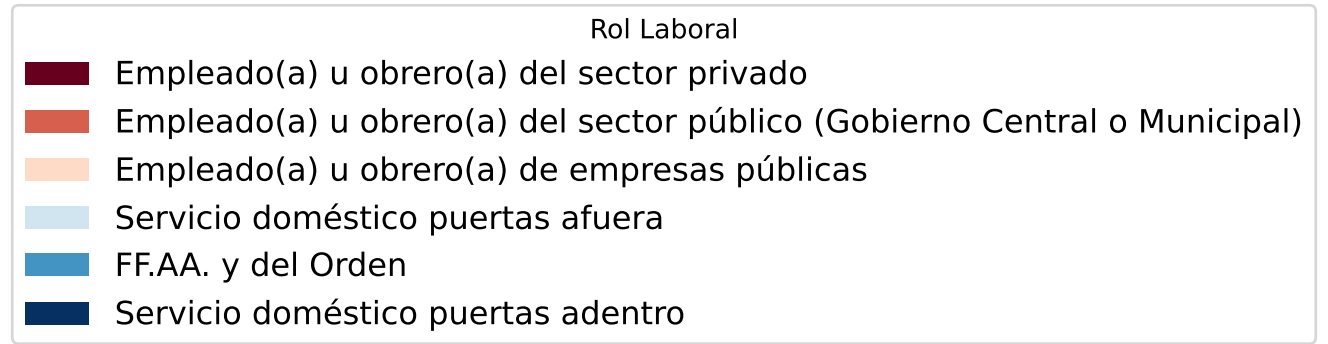 Rol Laboral
Empleado(a) u obrero(a) del sector privado
Empleado(a) u obrero(a) del sector público (Gobierno Central o Municipal)
Empleado(a) u obrero(a) de empresas públicas
Servicio doméstico puertas afuera
FF.AA. y del Orden
Servicio doméstico puertas adentro